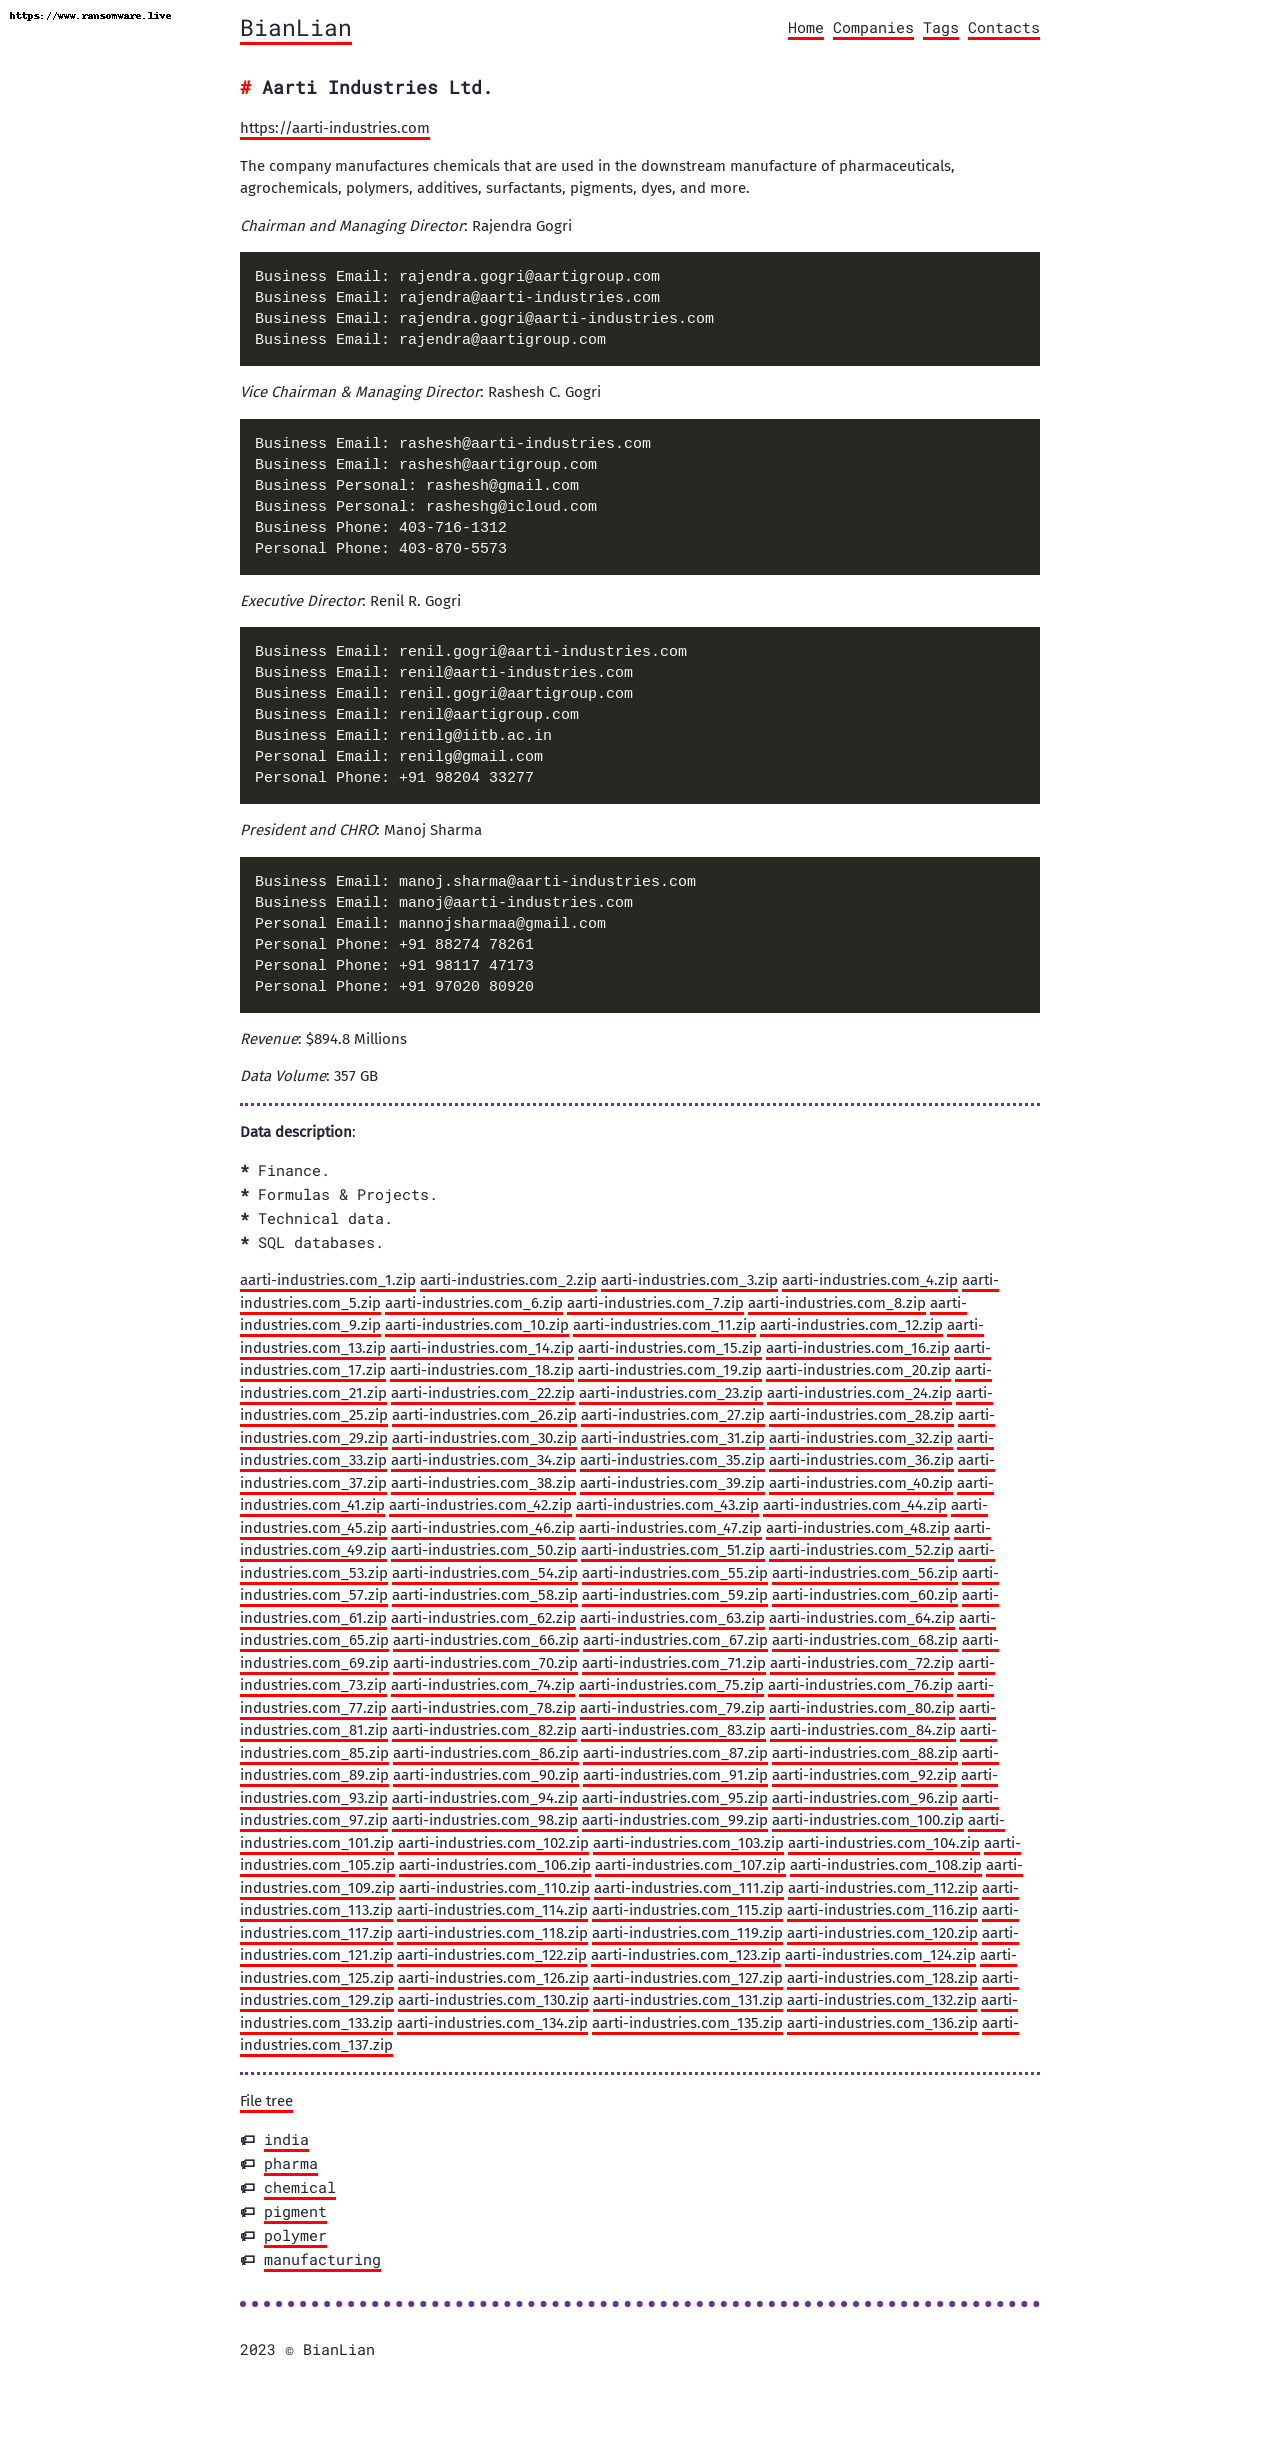 https://www.ransomware.live
BianLian
Home Companies Tags Contacts
# Aarti Industries Ltd.
https://aarti-industries.com
The company manufactures chemicals that are used in the downstream manufacture of pharmaceuticals,
agrochemicals, polymers, additives, surfactants, pigments, dyes, and more.
Chairman and Managing Director: Rajendra Gogri
Business Email: rajendra.gogri@aartigroup.com
Business Email: rajendra@aarti-industries.com
Business Email: rajendra.gogri@aarti-industries.com
Business Email: rajendra@aartigroup.com
Vice Chairman & Managing Director: Rashesh C. Gogri
Business Email: rashesh@aarti-industries.com
Business Email: rashesh@aartigroup.com
Business Personal: rashesh@gmail.com
Business Personal: rasheshg@icloud.com
Business Phone: 403-716-1312
Personal Phone: 403-870-5573
Executive Director: Renil R. Gogri
Business Email: renil.gogri@aarti-industries.com
Business Email: renil@aarti-industries.com
Business Email: renil.gogri@aartigroup.com
Business Email: renil@aartigroup.com
Business Email: renilg@iitb.ac.in
Personal Email: renilg@gmail.com
Personal Phone: +91 98204 33277
President and CHRO: Manoj Sharma
Business Email: manoj.sharma@aarti-industries.com
Business Email: manoj@aarti-industries.com
Personal Email: mannojsharmaa@gmail.com
Personal Phone: +91 88274 78261
Personal Phone: +91 98117 47173
Personal Phone: +91 97020 80920
Revenue: $894.8 Millions
Data Volume: 357 GB
Data description:
* Finance.
* Formulas & Projects.
* Technical data.
* SQL databases.
aarti-industries.com_1.zip aarti-industries.com_2.zip aarti-industries.com_3.zip aarti-industries.com_4.zip aarti-
industries.com_5.zip aarti-industries.com_6.zip aarti-industries.com_7.zip aarti-industries.com_8.zip aarti-
industries.com_9.zip aarti-industries.com_10.zip aarti-industries.com_11.zip aarti-industries.com_12.zip aarti-
industries.com_13.zip aarti-industries.com_14.zip aarti-industries.com_15.zip aarti-industries.com_16.zip aarti-
industries.com_17.zip aarti-industries.com_18.zip aarti-industries.com_19.zip aarti-industries.com_20.zip aarti-
industries.com_21.zip aarti-industries.com_22.zip aarti-industries.com_23.zip aarti-industries.com_24.zip aarti-
industries.com_25.zip aarti-industries.com_26.zip aarti-industries.com_27.zip aarti-industries.com_28.zip aarti-
industries.com_29.zip aarti-industries.com_30.zip aarti-industries.com_31.zip aarti-industries.com_32.zip aarti-
industries.com_33.zip aarti-industries.com_34.zip aarti-industries.com_35.zip aarti-industries.com_36.zip aarti-
industries.com_37.zip aarti-industries.com_38.zip aarti-industries.com_39.zip aarti-industries.com_40.zip aarti-
industries.com_41.zip aarti-industries.com_42.zip aarti-industries.com_43.zip aarti-industries.com_44.zip aarti-
industries.com_45.zip aarti-industries.com_46.zip aarti-industries.com_47.zip aarti-industries.com_48.zip aarti-
industries.com_49.zip aarti-industries.com_50.zip aarti-industries.com_51.zip aarti-industries.com_52.zip aarti-
industries.com_53.zip aarti-industries.com_54.zip aarti-industries.com_55.zip aarti-industries.com_56.zip aarti-
industries.com_57.zip aarti-industries.com_58.zip aarti-industries.com_59.zip aarti-industries.com_60.zip aarti-
industries.com_61.zip aarti-industries.com_62.zip aarti-industries.com_63.zip aarti-industries.com_64.zip aarti-
industries.com_65.zip aarti-industries.com_66.zip aarti-industries.com_67.zip aarti-industries.com_68.zip aarti-
industries.com_69.zip aarti-industries.com_70.zip aarti-industries.com_71.zip aarti-industries.com_72.zip aarti-
industries.com_73.zip aarti-industries.com_74.zip aarti-industries.com_75.zip aarti-industries.com_76.zip aarti-
industries.com_77.zip aarti-industries.com_78.zip aarti-industries.com_79.zip aarti-industries.com_80.zip aarti-
industries.com_81.zip aarti-industries.com_82.zip aarti-industries.com_83.zip aarti-industries.com_84.zip aarti-
industries.com_85.zip aarti-industries.com_86.zip aarti-industries.com_87.zip aarti-industries.com_88.zip aarti-
industries.com_89.zip aarti-industries.com_90.zip aarti-industries.com_91.zip aarti-industries.com_92.zip aarti-
industries.com_93.zip aarti-industries.com_94.zip aarti-industries.com_95.zip aarti-industries.com_96.zip aarti-
industries.com_97.zip aarti-industries.com_98.zip aarti-industries.com_99.zip aarti-industries.com_100.zip aarti-
industries.com_101.zip aarti-industries.com_102.zip aarti-industries.com_103.zip aarti-industries.com_104.zip aarti-
industries.com_105.zip aarti-industries.com_106.zip aarti-industries.com_107.zip aarti-industries.com_108.zip aarti-
industries.com_109.zip aarti-industries.com_110.zip aarti-industries.com_111.zip aarti-industries.com_112.zip aarti-
industries.com_113.zip aarti-industries.com_114.zip aarti-industries.com_115.zip aarti-industries.com_116.zip aarti-
industries.com_117.zip aarti-industries.com_118.zip aarti-industries.com_119.zip aarti-industries.com_120.zip aarti-
industries.com_121.zip aarti-industries.com_122.zip aarti-industries.com_123.zip aarti-industries.com_124.zip aarti-
industries.com_125.zip aarti-industries.com_126.zip aarti-industries.com_127.zip aarti-industries.com_128.zip aarti-
industries.com_129.zip aarti-industries.com_130.zip aarti-industries.com_131.zip aarti-industries.com_132.zip aarti-
industries.com_133.zip aarti-industries.com_134.zip aarti-industries.com_135.zip aarti-industries.com_136.zip aarti-
industries.com_137.zip
File tree
india
pharma
chemical
pigment
polymer
manufacturing
2023 © BianLian